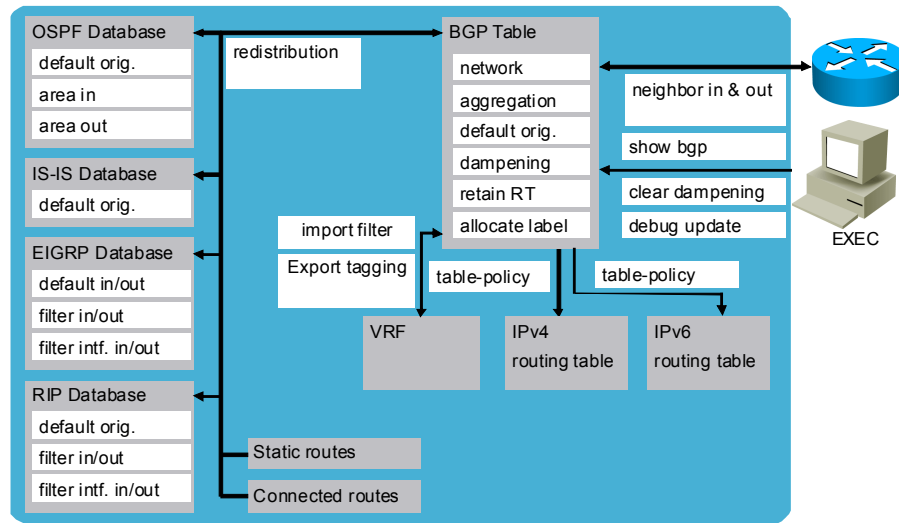 OSPF Database
default orig.
area in
area out
IS-IS Database
default orig.
EIGRP Database
default in/out
filter in/out
filter intf. in/out
RIP Database
default orig.
filter in/out
filter intf. in/out
redistribution
Static routes
Connected routes
BGP Table
network
aggregation
default orig.
dampening
retain RT
allocate label
import filter
Export tagging
table-policy
table-policy
VRF
IPv4
routing table
IPv6
routing table
neighbor in & out
show bgp
clear dampening
debug update
EXEC